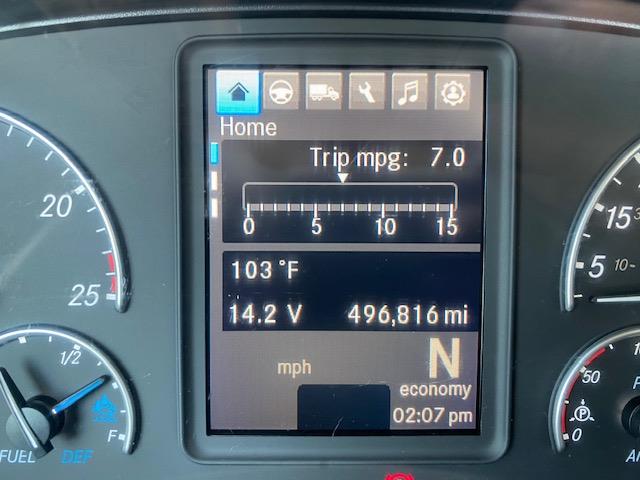 Home
Trip mpg: 7.0
0 5 10 15
103°F
14.2 V 496,816 mi
N
mph
economy
02:07 pm
20
25
1/2
F
FUEL DEF
15
5 10-
50
0